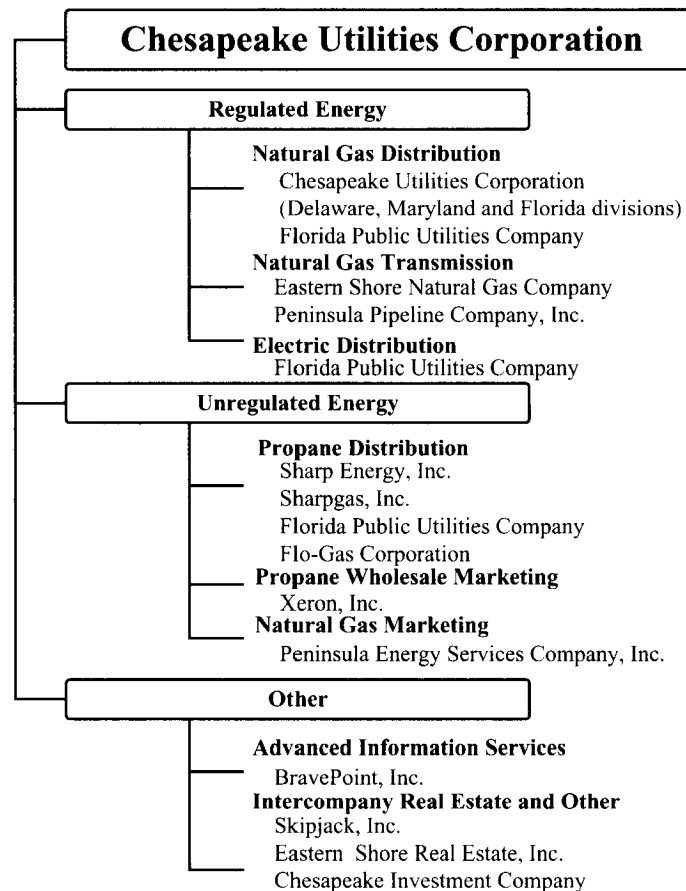 Chesapeake Utilities Corporation
Regulated Energy
Natural Gas Distribution
Chesapeake Utilities Corporation
(Delaware, Maryland and Florida divisions)
Florida Public Utilities Company
Natural Gas Transmission
Eastern Shore Natural Gas Company
Peninsula Pipeline Company, Inc.
Electric Distribution
Florida Public Utilities Company
Unregulated Energy
Propane Distribution
Sharp Energy, Inc.
Sharpgas, Inc.
Florida Public Utilities Company
Flo-Gas Corporation
Propane Wholesale Marketing
Xeron, Inc.
Natural Gas Marketing
Peninsula Energy Services Company, Inc.
Other
Advanced Information Services
BravePoint, Inc.
Intercompany Real Estate and Other
Skipjack, Inc.
Eastern Shore Real Estate, Inc.
Chesapeake Investment Company